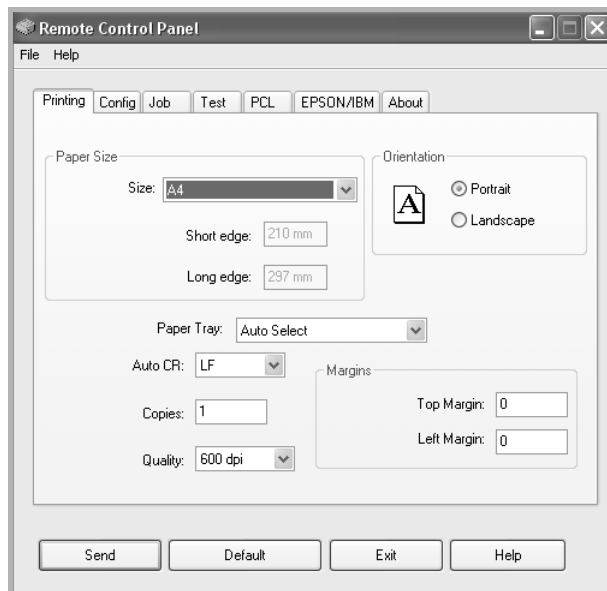 Remote Control Panel
File Help
Printing Config Job Test PCL EPSON/IBM About
Paper Size
Size: A4
Short edge: 210 mm
Long edge: 297 mm
Orientation
A
Portrait
Landscape
Paper Tray: Auto Select
Auto CR: LF
Copies: 1
Quality: 600 dpi
Margins
Top Margin: 0
Left Margin: 0
Send Default Exit Help